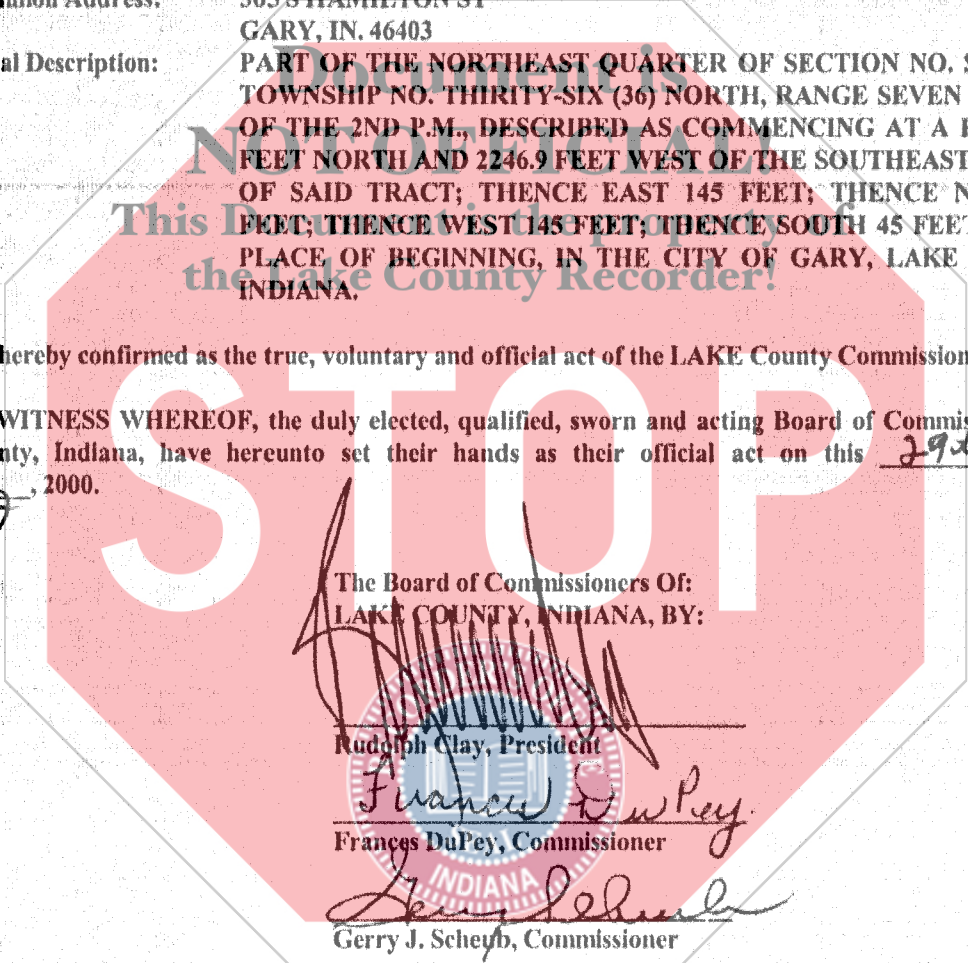 GARY, IN. 46403
al Description: PART OF THE NORTHEAST QUARTER OF SECTION NO. S
TOWNSHIP NO. THIRITY-SIX (36) NORTH, RANGE SEVEN
OF THE 2ND P.M., DESCRIBED AS COMMENCING AT A
FEET NORTH AND 2246.9 FEET WEST OF THE SOUTHEAST
OF SAID TRACT; THENCE EAST 145 FEET; THENCE N
FEET; THENCE WEST 145 FEET; THENCE SOUTH 45 FEET
PLACE OF BEGINNING, IN THE CITY OF GARY, LAKE
INDIANA.
Document is
NOT OFFICIAL!
This Document is the property of
the Lake County Recorder!
hereby confirmed as the true, voluntary and official act of the LAKE County Commission
WITNESS WHEREOF, the duly elected, qualified, sworn and acting Board of Commis
nty, Indiana, have hereunto set their hands as their official act on this 29th
, 2000.
STOP
The Board of Commissioners Of:
LAKE COUNTY, INDIANA, BY:
Rudolph Clay, President
Frances DuPey
Frances DuPey, Commissioner
INDIANA
Gerry J. Scheub
Gerry J. Scheub, Commissioner